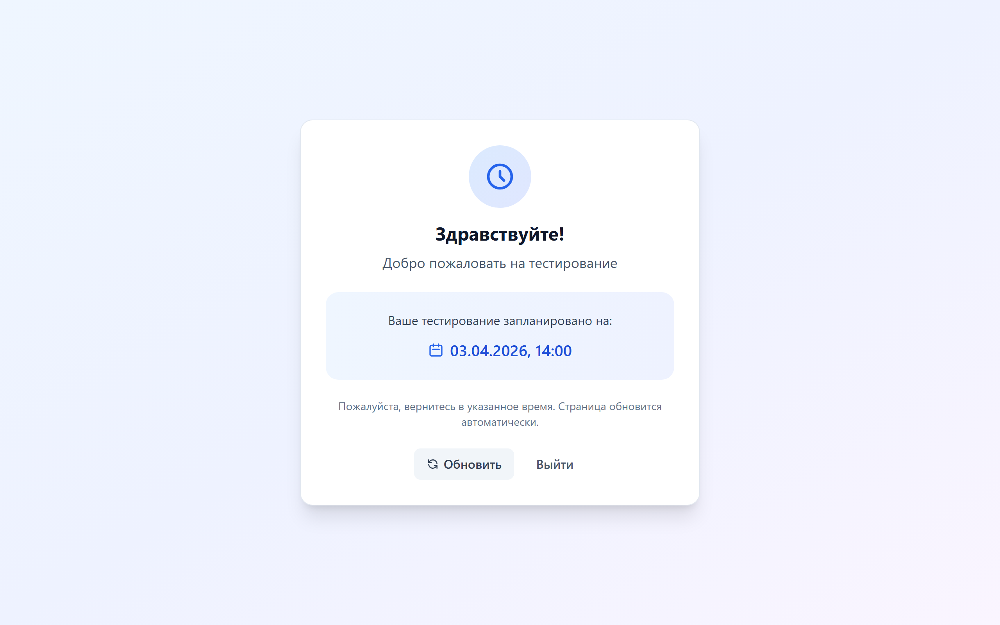 Здравствуйте!
Добро пожаловать на тестирование
Ваше тестирование запланировано на:
03.04.2026, 14:00
Пожалуйста, вернитесь в указанное время. Страница обновится
автоматически.
Обновить
Выйти